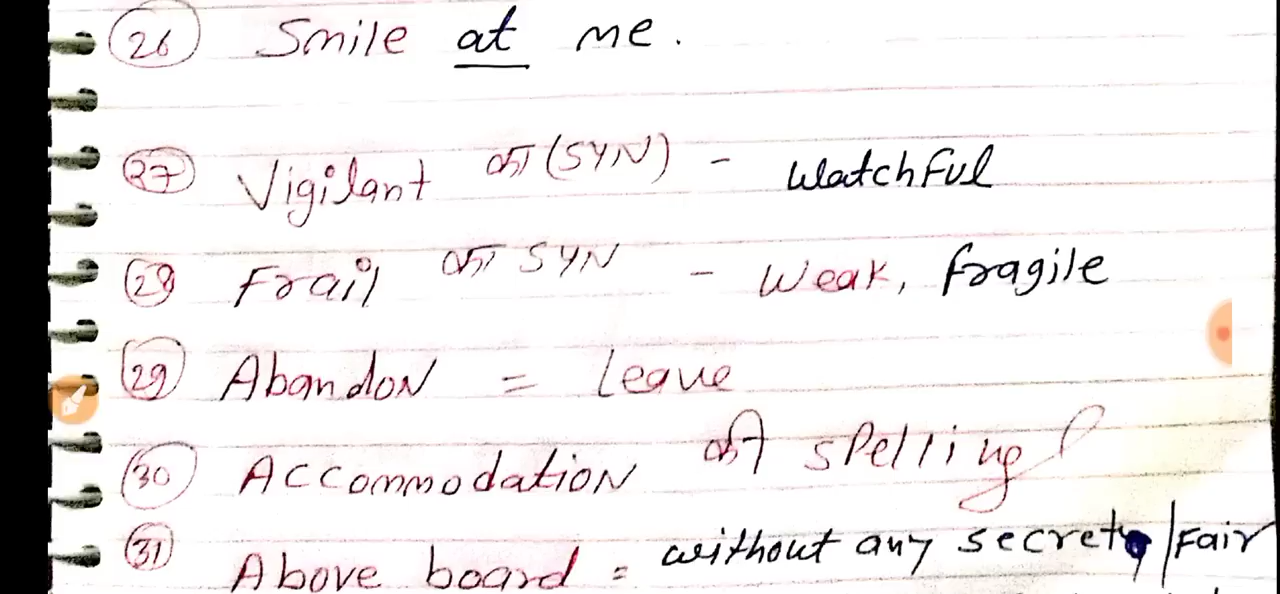 26 Smile at me.
27 Vigilant का (SYN) - Watchful
28 Frail का SYN - Weak, fragile
29 Abandon = Leave
30 Accommodation की spelling
31 Above board = without any secret / Fair